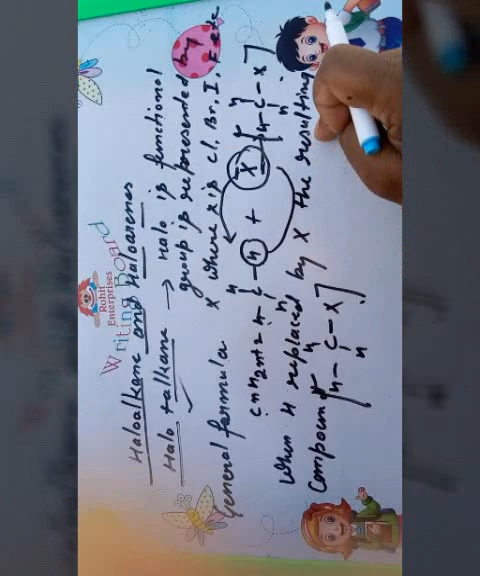 Rohit
Enterprises
Writing Board
Haloalkane and Haloarenes
Halo + alkane → Halo is functional
group is represented by
X where X is Cl, Br, I, F etc
General formula
CnH2n+2
H
H - C - H + X
H
H
H - C - X
H
When H replaced by X the resulting
Compound
H
H - C - X
H